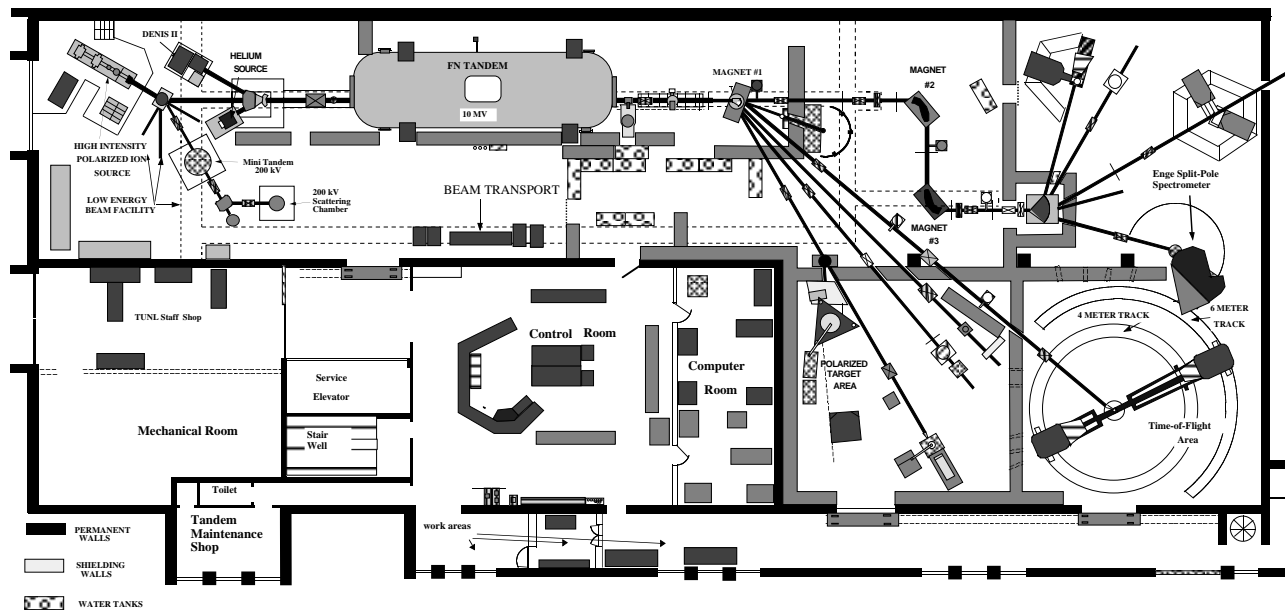 DENIS II
HELIUM
SOURCE
FN TANDEM
10 MV
MAGNET #1
MAGNET
#2
HIGH INTENSITY
POLARIZED ION
SOURCE
Mini Tandem
200 kV
LOW ENERGY
BEAM FACILITY
200 kV
Scattering
Chamber
BEAM TRANSPORT
Enge Split-Pole
Spectrometer
MAGNET
#3
TUNL Staff Shop
Control Room
Computer
Room
POLARIZED
TARGET
AREA
4 METER TRACK
6 METER
TRACK
Service
Elevator
Mechanical Room
Stair
Well
Time-of-Flight
Area
Toilet
Tandem
Maintenance
Shop
work areas
PERMANENT
WALLS
SHIELDING
WALLS
WATER TANKS